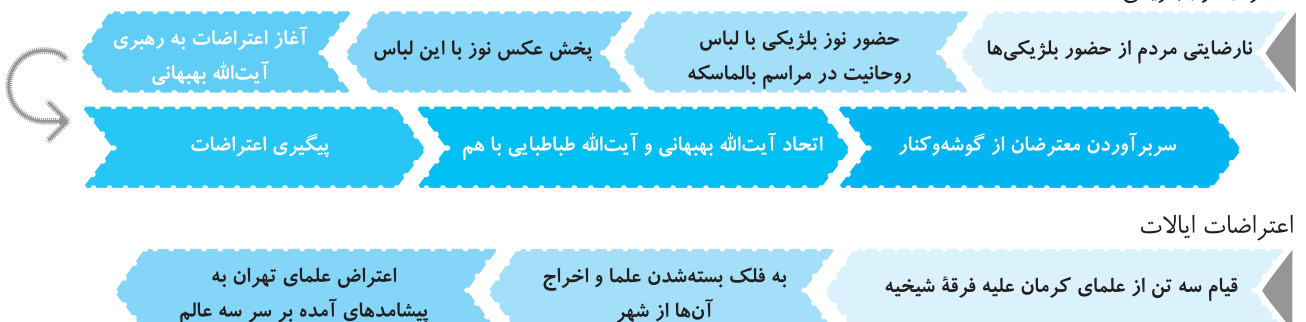 نارضایتی مردم از حضور بلژیکی‌ها
حضور نوز بلژیکی با لباس
روحانیت در مراسم بالماسکه
پخش عکس نوز با این لباس
آغاز اعتراضات به رهبری
آیت‌الله بهبهانی
پیگیری اعتراضات
اتحاد آیت‌الله بهبهانی و آیت‌الله طباطبایی با هم
سربرآوردن معترضان از گوشه‌وکنار
اعتراضات ایالات
قیام سه تن از علمای کرمان علیه فرقهٔ شیخیه
به فلک بسته‌شدن علما و اخراج
آن‌ها از شهر
اعتراض علمای تهران به
پیشامدهای آمده بر سر سه عالم